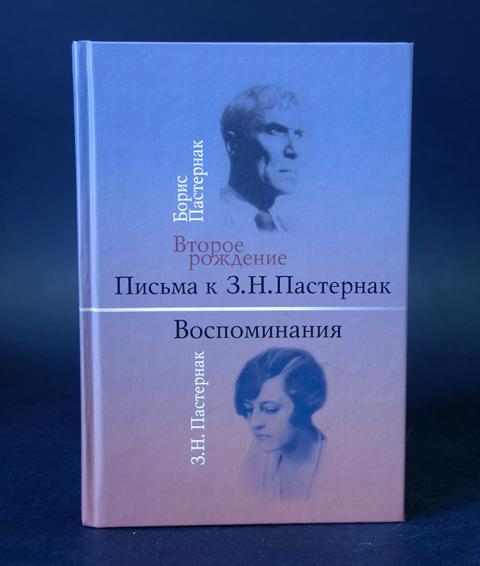 Борис
Пастернак
Второе
рождение
Письма к З.Н.Пастернак
Воспоминания
З.Н. Пастернак